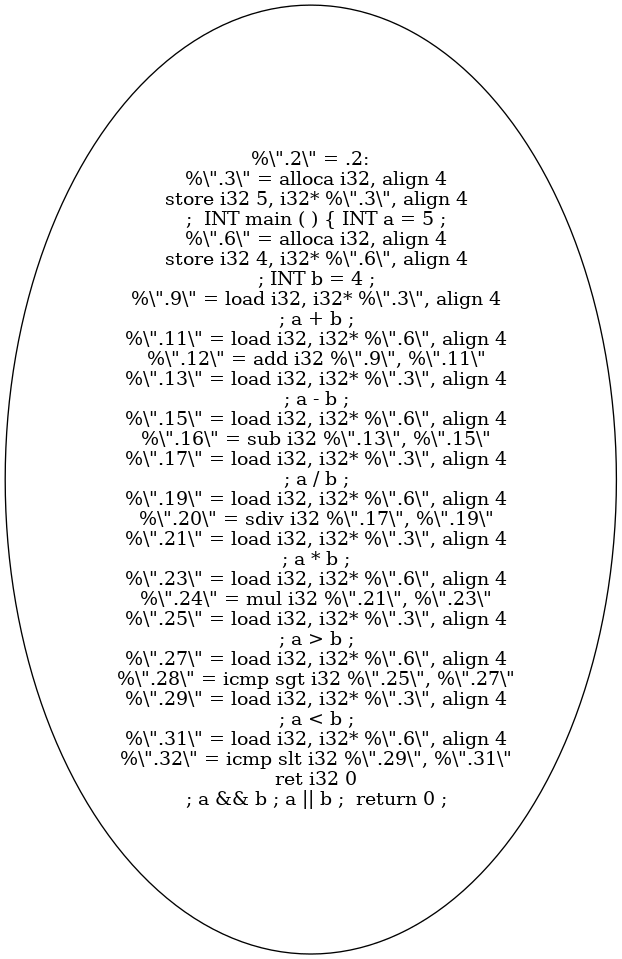 %\".2\" = .2:
%\".3\" = alloca i32, align 4
store i32 5, i32* %\".3\", align 4
;  INT main ( ) { INT a = 5 ;
%\".6\" = alloca i32, align 4
store i32 4, i32* %\".6\", align 4
; INT b = 4 ;
%\".9\" = load i32, i32* %\".3\", align 4
; a + b ;
%\".11\" = load i32, i32* %\".6\", align 4
%\".12\" = add i32 %\".9\", %\".11\"
%\".13\" = load i32, i32* %\".3\", align 4
; a - b ;
%\".15\" = load i32, i32* %\".6\", align 4
%\".16\" = sub i32 %\".13\", %\".15\"
%\".17\" = load i32, i32* %\".3\", align 4
; a / b ;
%\".19\" = load i32, i32* %\".6\", align 4
%\".20\" = sdiv i32 %\".17\", %\".19\"
%\".21\" = load i32, i32* %\".3\", align 4
; a * b ;
%\".23\" = load i32, i32* %\".6\", align 4
%\".24\" = mul i32 %\".21\", %\".23\"
%\".25\" = load i32, i32* %\".3\", align 4
; a > b ;
%\".27\" = load i32, i32* %\".6\", align 4
%\".28\" = icmp sgt i32 %\".25\", %\".27\"
%\".29\" = load i32, i32* %\".3\", align 4
; a < b ;
%\".31\" = load i32, i32* %\".6\", align 4
%\".32\" = icmp slt i32 %\".29\", %\".31\"
ret i32 0
; a && b ; a || b ;  return 0 ;